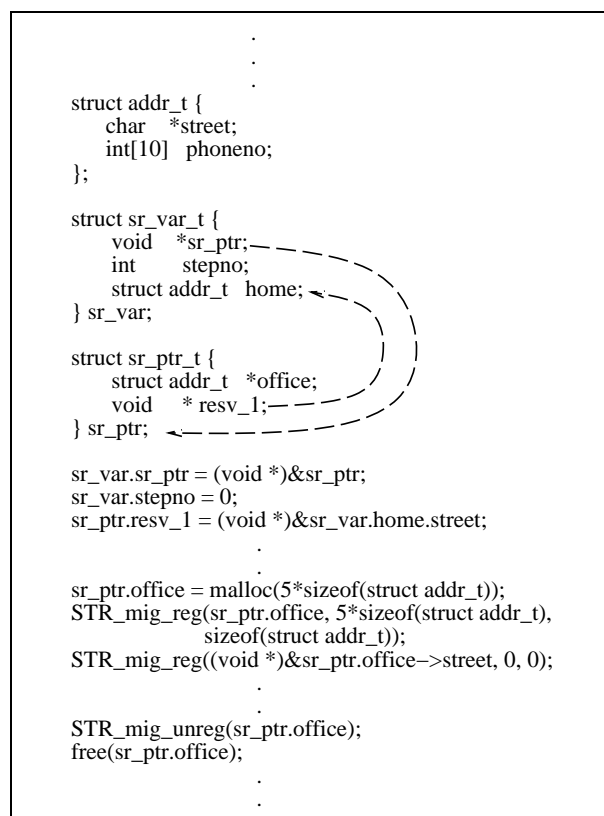 .
.
.
struct addr_t {
char *street;
int[10] phoneno;
};
struct sr_var_t {
void *sr_ptr;
int stepno;
struct addr_t home;
} sr_var;
struct sr_ptr_t {
struct addr_t *office;
void * resv_1;
} sr_ptr;
sr_var.sr_ptr = (void *)&sr_ptr;
sr_var.stepno = 0;
sr_ptr.resv_1 = (void *)&sr_var.home.street;
.
.
sr_ptr.office = malloc(5*sizeof(struct addr_t));
STR_mig_reg(sr_ptr.office, 5*sizeof(struct addr_t),
sizeof(struct addr_t));
STR_mig_reg((void *)&sr_ptr.office−>street, 0, 0);
.
.
STR_mig_unreg(sr_ptr.office);
free(sr_ptr.office);
.
.